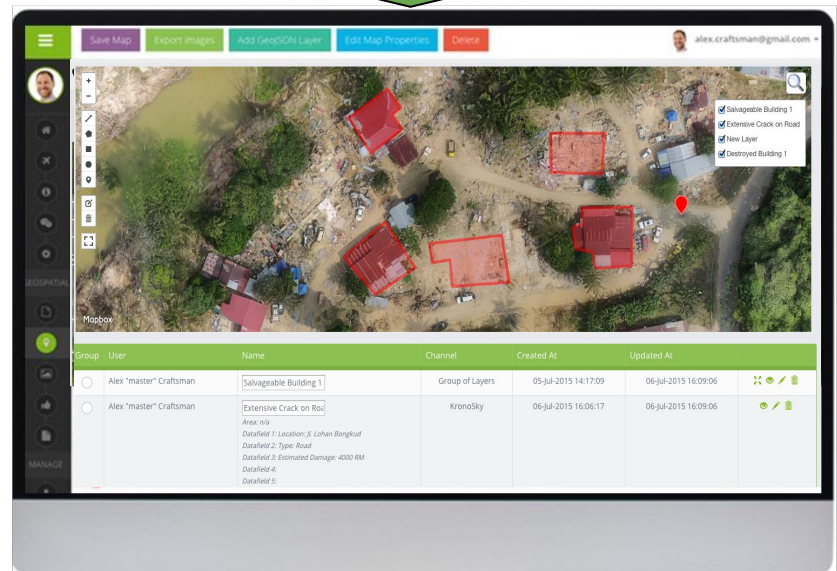 Save Map
Export Images
Add GeoJSON Layer
Edit Map Properties
Delete
alex.craftsman@gmail.com
+
-
Salvageable Building 1
Extensive Crack on Road
New Layer
Destroyed Building 1
GEOSPATIAL
Mapbox
Group User Name Channel Created At Updated At
Alex "master" Craftsman Salvageable Building 1 Group of Layers 05-Jul-2015 14:17:09 06-Jul-2015 16:09:06
Alex "master" Craftsman Extensive Crack on Roa KronoSky 06-Jul-2015 16:06:17 06-Jul-2015 16:09:06
Area: n/a
Datafield 1: Location: Jl. Lohan Bongkud
Datafield 2: Type: Road
Datafield 3: Estimated Damage: 4000 RM
Datafield 4:
Datafield 5:
MANAGE